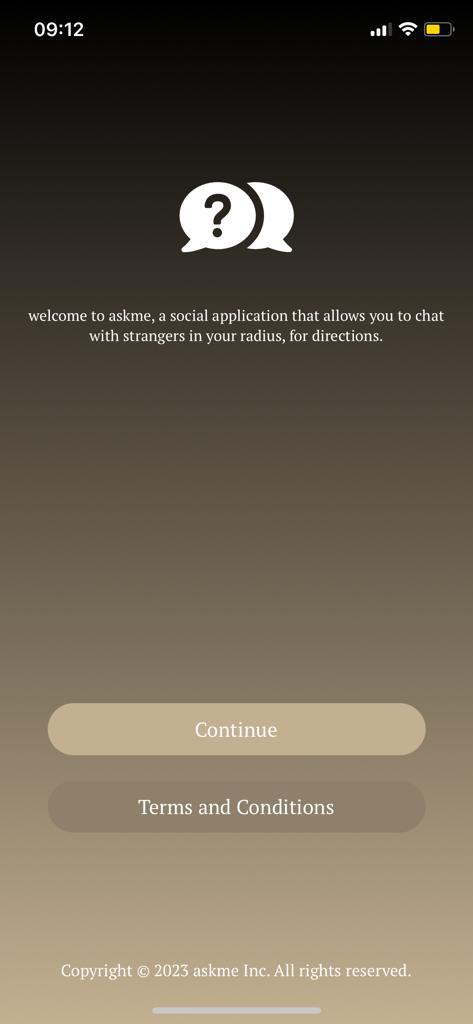 09:12
?
welcome to askme, a social application that allows you to chat
with strangers in your radius, for directions.
Continue
Terms and Conditions
Copyright © 2023 askme Inc. All rights reserved.